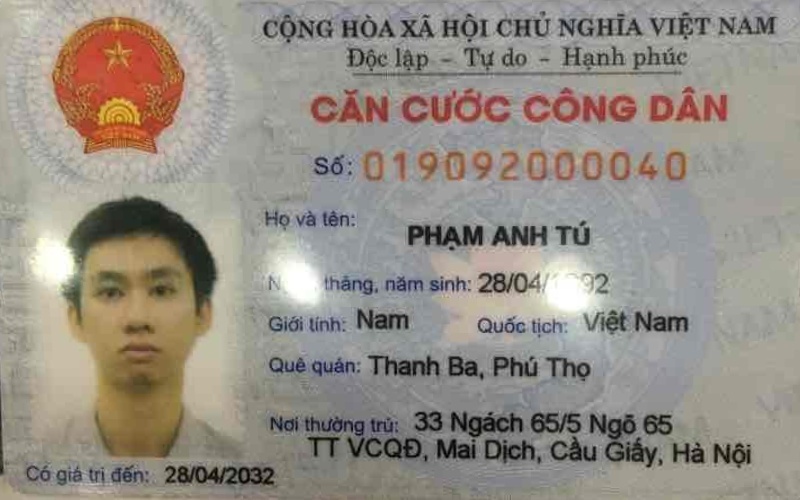 CỘNG HÒA XÃ HỘI CHỦ NGHĨA VIỆT NAM
Độc lập - Tự do - Hạnh phúc
CĂN CƯỚC CÔNG DÂN
Số: 019092000040
Họ và tên:
PHẠM ANH TÚ
tháng, năm sinh: 28/04/
Giới tính: Nam Quốc tịch: Việt Nam
Quê quán: Thanh Ba, Phú Thọ
Nơi thường trú: 33 Ngách 65/5 Ngõ 65
TT VCQĐ, Mai Dịch, Cầu Giấy, Hà Nội
Có giá trị đến: 28/04/2032